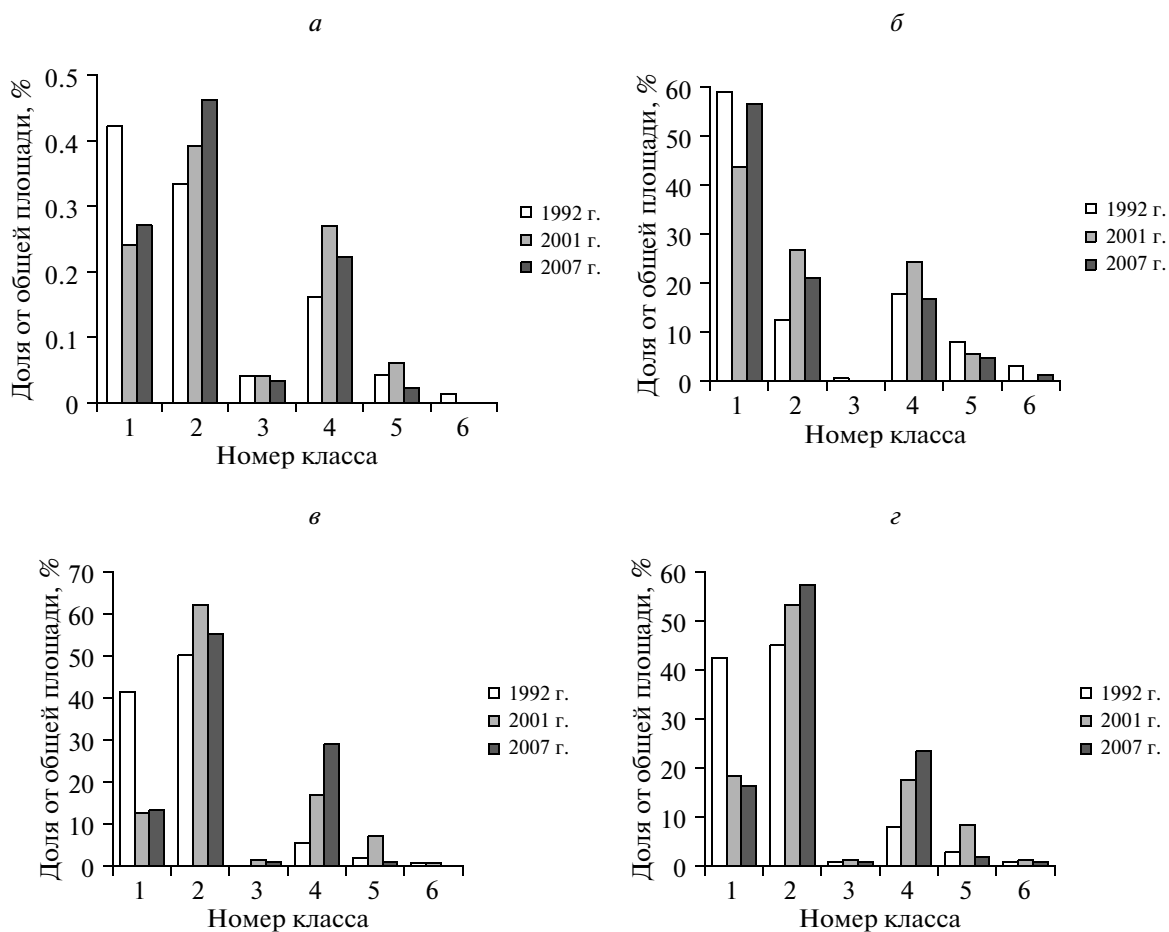 а
Доля от общей площади, %
0.5
0.4
0.3
0.2
0.1
0
1 2 3 4 5 6
Номер класса
1992 г.
2001 г.
2007 г.
б
Доля от общей площади, %
60
50
40
30
20
10
0
1 2 3 4 5 6
Номер класса
1992 г.
2001 г.
2007 г.
в
Доля от общей площади, %
70
60
50
40
30
20
10
0
1 2 3 4 5 6
Номер класса
1992 г.
2001 г.
2007 г.
г
Доля от общей площади, %
60
50
40
30
20
10
0
1 2 3 4 5 6
Номер класса
1992 г.
2001 г.
2007 г.